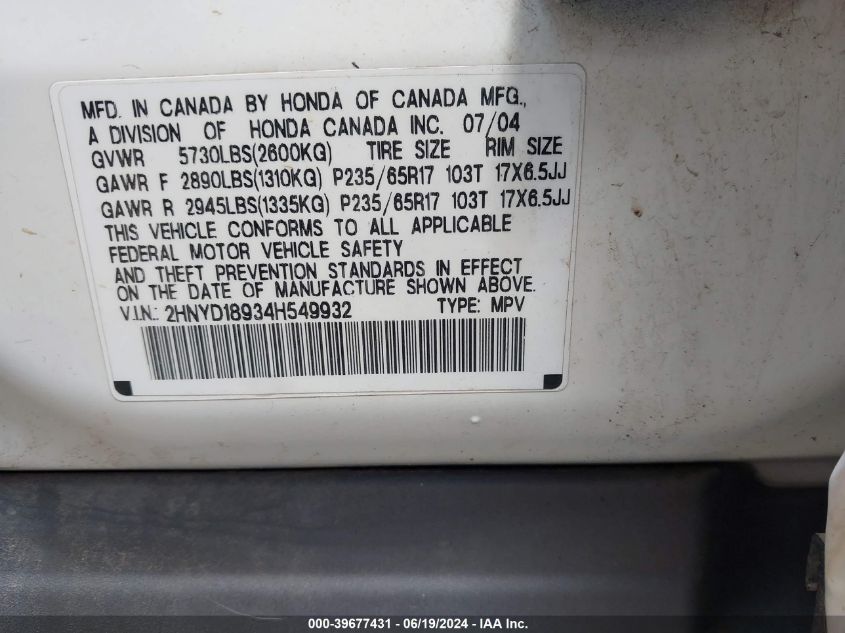 MFD. IN CANADA BY HONDA OF CANADA MFG.,
A DIVISION OF HONDA CANADA INC. 07/04
GVWR 5730LBS(2600KG) TIRE SIZE RIM SIZE
GAWR F 2890LBS(1310KG) P235/65R17 103T 17X6.5JJ
GAWR R 2945LBS(1335KG) P235/65R17 103T 17X6.5JJ
THIS VEHICLE CONFORMS TO ALL APPLICABLE
FEDERAL MOTOR VEHICLE SAFETY
AND THEFT PREVENTION STANDARDS IN EFFECT
ON THE DATE OF MANUFACTURE SHOWN ABOVE.
V.I.N.: 2HNYD18934H549932 TYPE: MPV
000-39677431 - 06/19/2024 - IAA Inc.